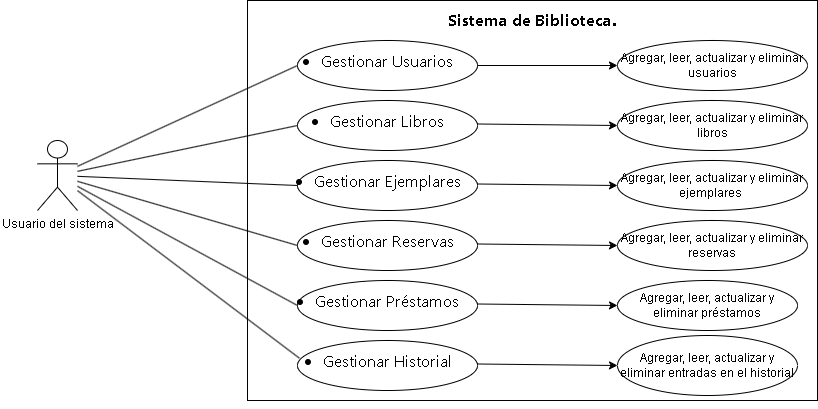 Sistema de Biblioteca.
• Gestionar Usuarios
Agregar, leer, actualizar y eliminar
usuarios
• Gestionar Libros
Agregar, leer, actualizar y eliminar
libros
• Gestionar Ejemplares
Agregar, leer, actualizar y eliminar
ejemplares
Usuario del sistema
• Gestionar Reservas
Agregar, leer, actualizar y eliminar
reservas
• Gestionar Préstamos
Agregar, leer, actualizar y
eliminar préstamos
• Gestionar Historial
Agregar, leer, actualizar y
eliminar entradas en el historial